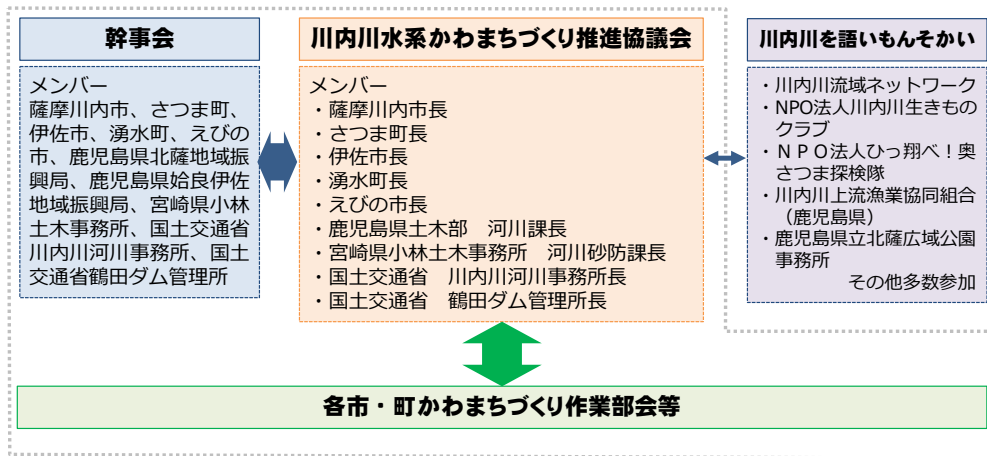 幹事会
メンバー
薩摩川内市、さつま町、
伊佐市、湧水町、えびの
市、鹿児島県北薩地域振
興局、鹿児島県姶良伊佐
地域振興局、宮崎県小林
土木事務所、国土交通省
川内川河川事務所、国土
交通省鶴田ダム管理所
川内川水系かわまちづくり推進協議会
メンバー
・薩摩川内市長
・さつま町長
・伊佐市長
・湧水町長
・えびの市長
・鹿児島県土木部　河川課長
・宮崎県小林土木事務所　河川砂防課長
・国土交通省　川内川河川事務所長
・国土交通省　鶴田ダム管理所長
川内川を語いもんそかい
・川内川流域ネットワーク
・NPO法人川内川生きもの
クラブ
・ＮＰＯ法人ひっ翔べ！奥
さつま探検隊
・川内川上流漁業協同組合
（鹿児島県）
・鹿児島県立北薩広域公園
事務所
その他多数参加
各市・町かわまちづくり作業部会等